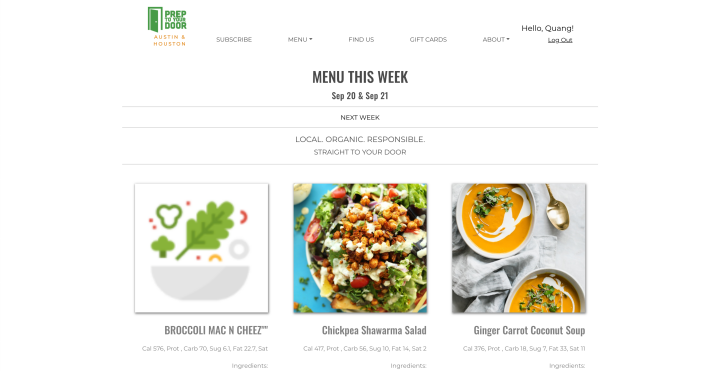 PREP
TO YOUR
DOOR
AUSTIN &
HOUSTON
Hello, Quang!
SUBSCRIBE
MENU
FIND US
GIFT CARDS
ABOUT
Log Out
MENU THIS WEEK
Sep 20 & Sep 21
NEXT WEEK
LOCAL. ORGANIC. RESPONSIBLE.
STRAIGHT TO YOUR DOOR
BROCCOLI MAC N CHEEZ""
Chickpea Shawarma Salad
Ginger Carrot Coconut Soup
Cal 576, Prot , Carb 70, Sug 6.1, Fat 22.7, Sat
Cal 417, Prot , Carb 56, Sug 10, Fat 14, Sat 2
Cal 376, Prot , Carb 18, Sug 7, Fat 33, Sat 11
Ingredients:
Ingredients:
Ingredients: